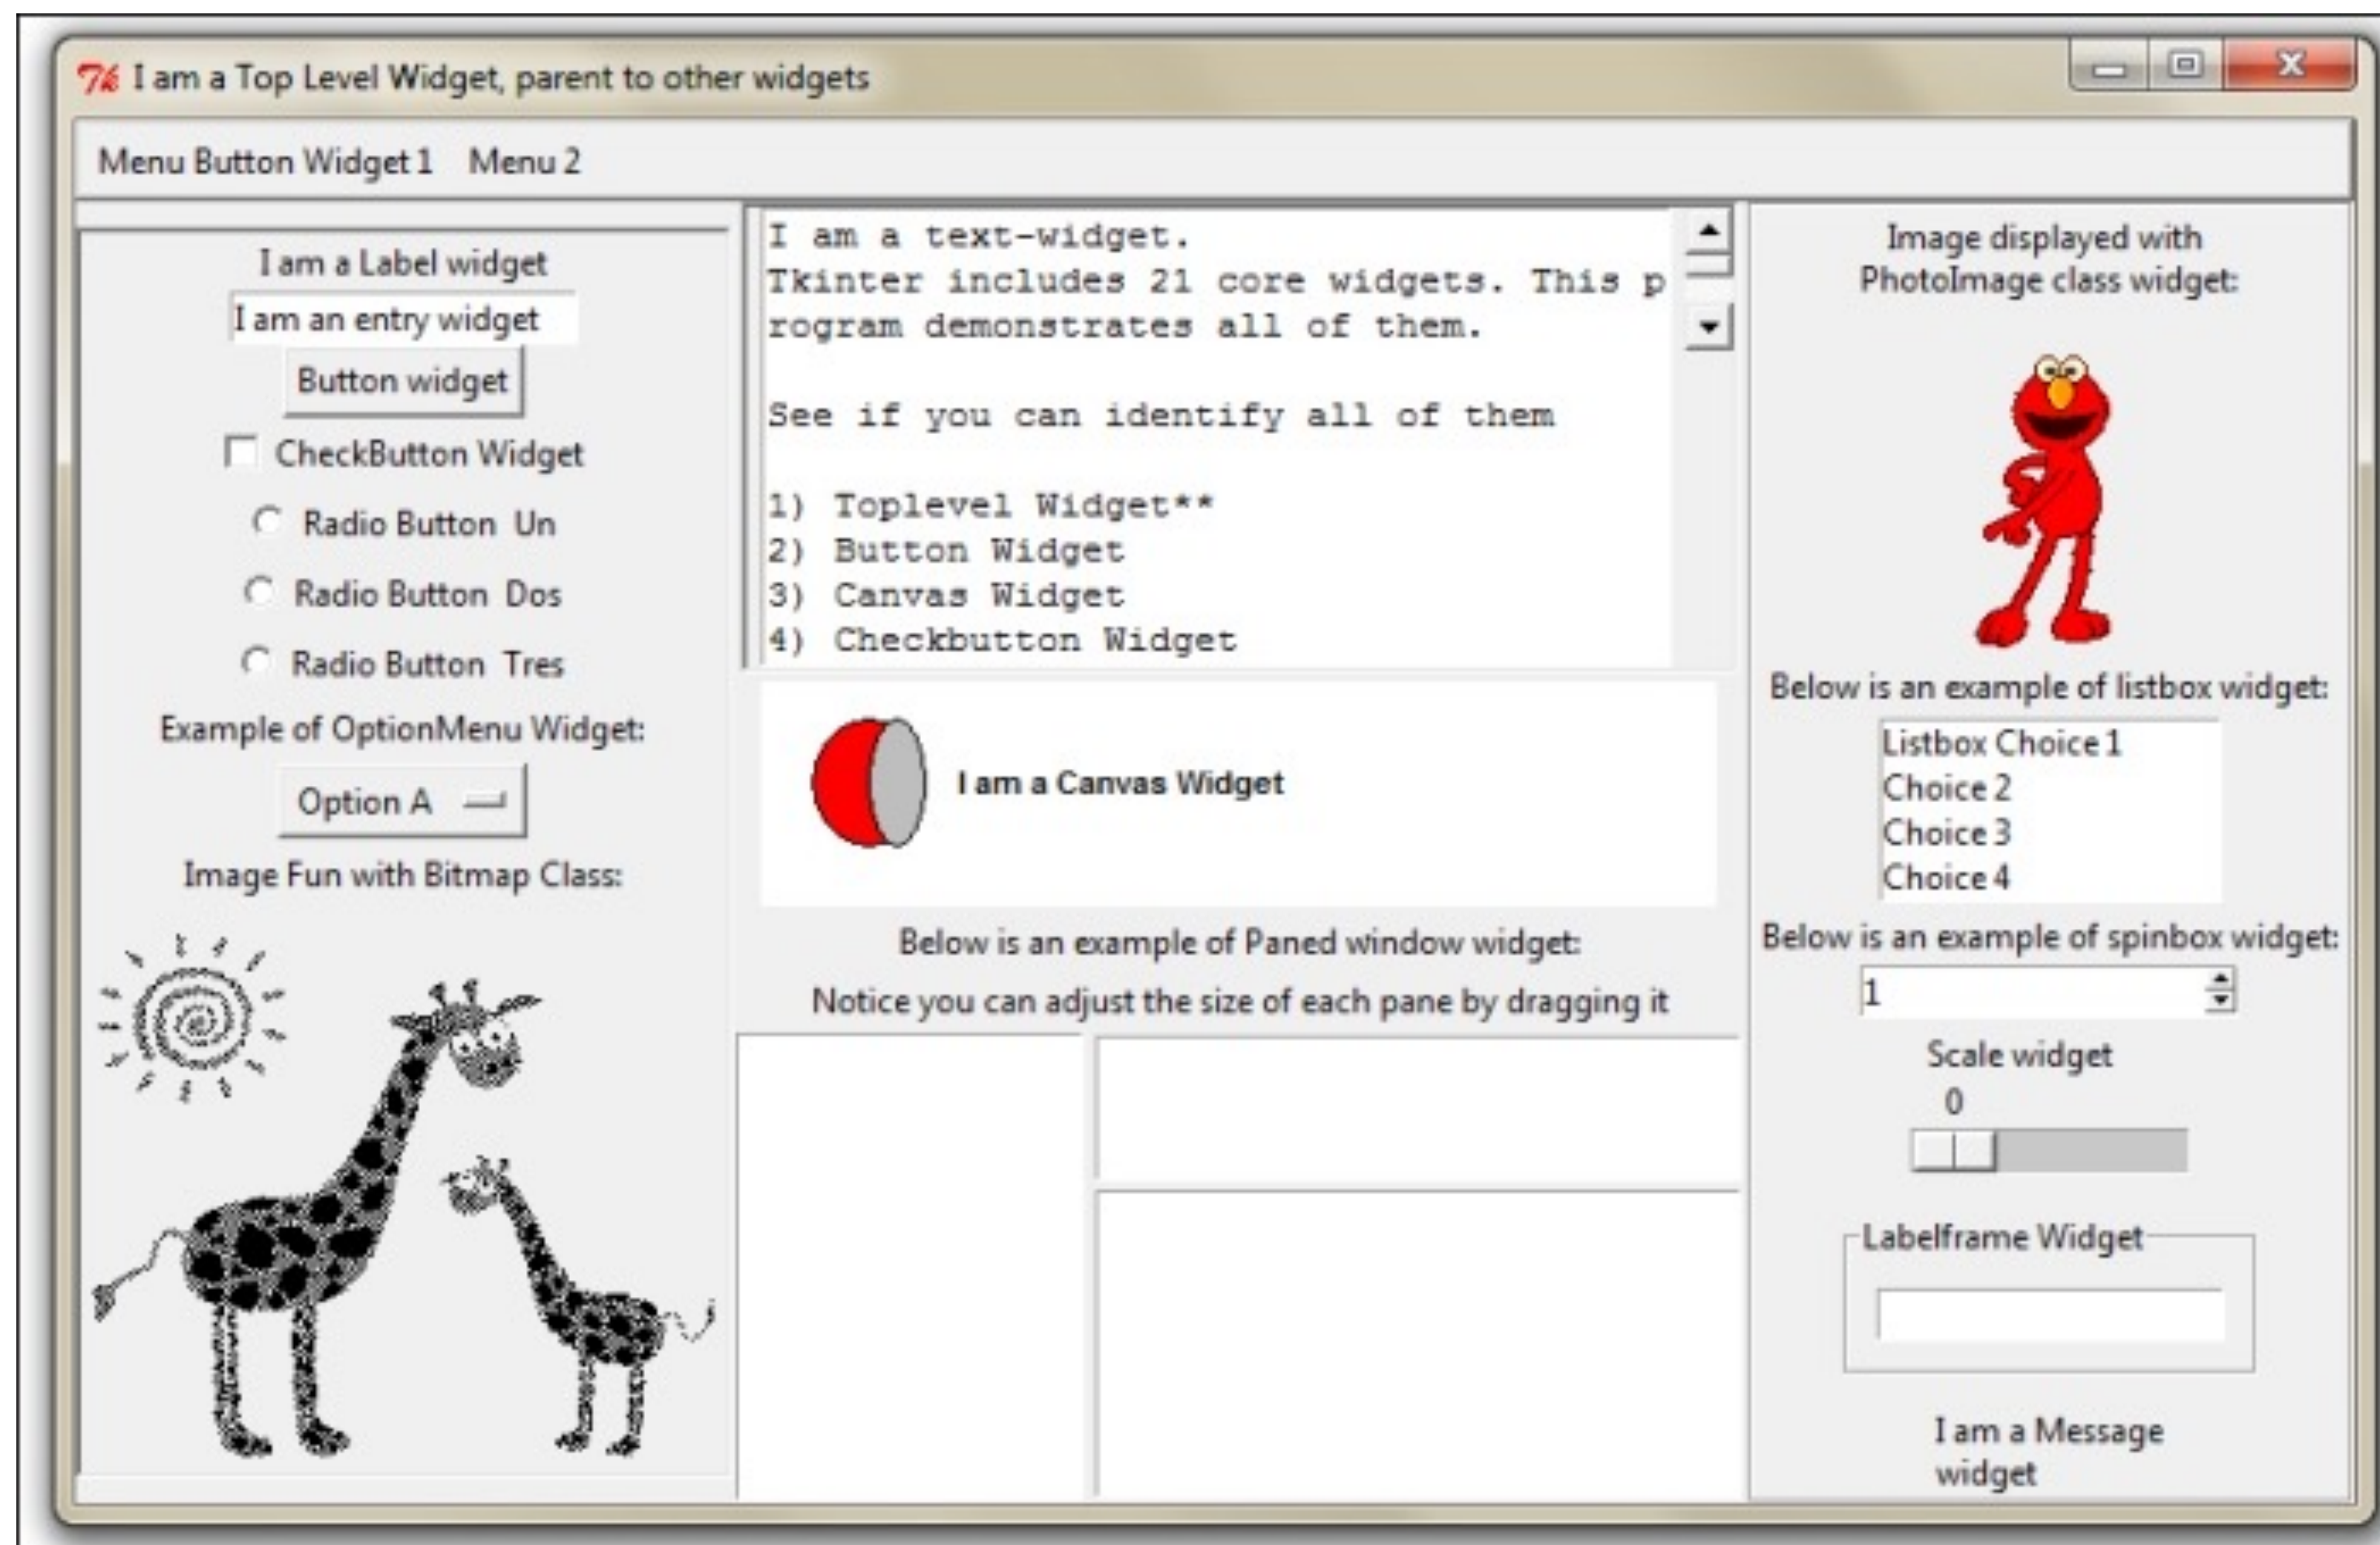 I am a Top Level Widget, parent to other widgets
Menu Button Widget 1 Menu 2
I am a Label widget
I am an entry widget
Button widget
CheckButton Widget
Radio Button Un
Radio Button Dos
Radio Button Tres
Example of OptionMenu Widget:
Option A
Image Fun with Bitmap Class:
I am a text-widget.
Tkinter includes 21 core widgets. This p
rogram demonstrates all of them.
See if you can identify all of them
1) Toplevel Widget**
2) Button Widget
3) Canvas Widget
4) Checkbutton Widget
I am a Canvas Widget
Below is an example of Paned window widget:
Notice you can adjust the size of each pane by dragging it
Image displayed with
PhotoImage class widget:
Below is an example of listbox widget:
Listbox Choice 1
Choice 2
Choice 3
Choice 4
Below is an example of spinbox widget:
1
Scale widget
0
Labelframe Widget
I am a Message
widget